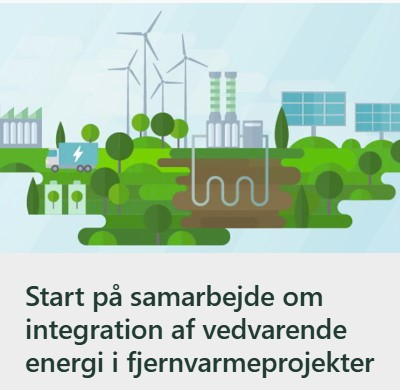 Start på samarbejde om
integration af vedvarende
energi i fjernvarmeprojekter